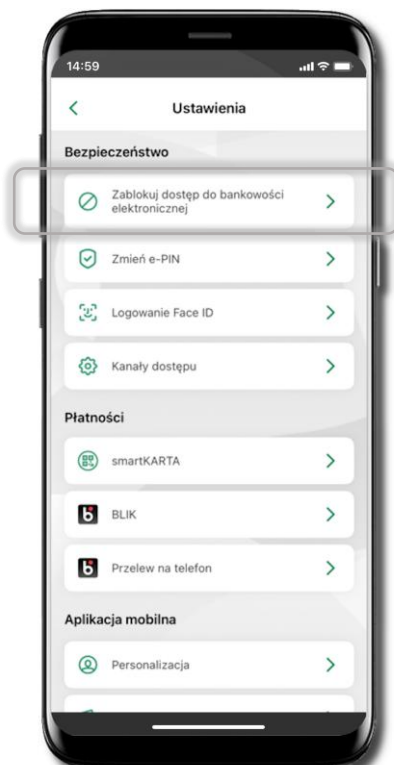 14:59
Ustawienia
Bezpieczeństwo
Zablokuj dostęp do bankowości
elektronicznej
Zmień e-PIN
Logowanie Face ID
Kanały dostępu
Płatności
smartKARTA
BLIK
Przelew na telefon
Aplikacja mobilna
Personalizacja